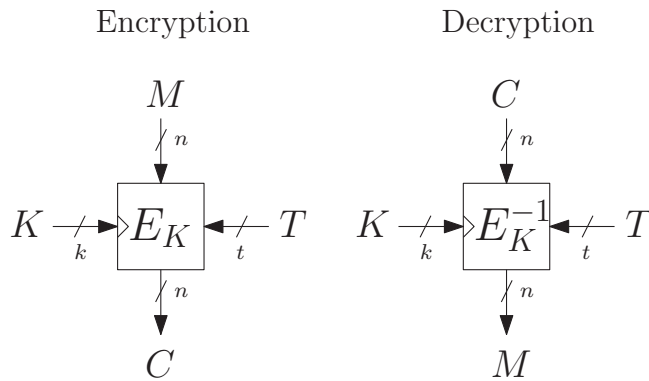 Encryption Decryption
M C
n n
K E_K T K E_K^{-1} T
k t k t
n n
C M